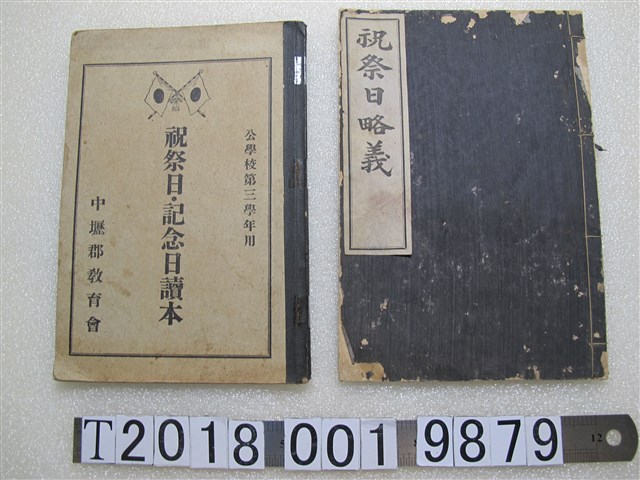 公學校第三學年用
祝祭日・記念日讀本
中壢郡教育會
祝祭日略義
T2018 001 9879
12